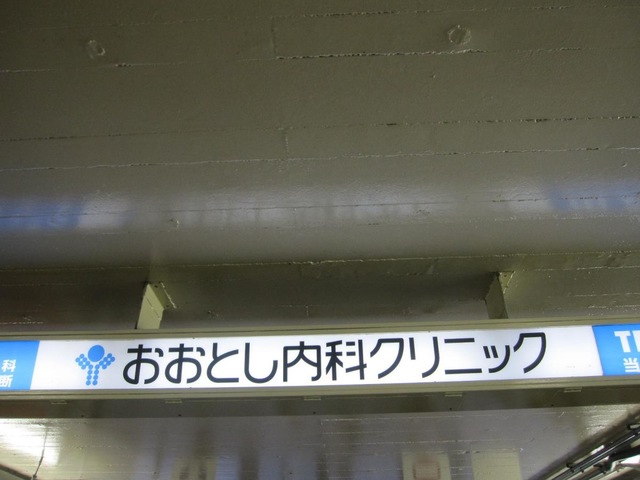 科
断
おおとし内科クリニック
当